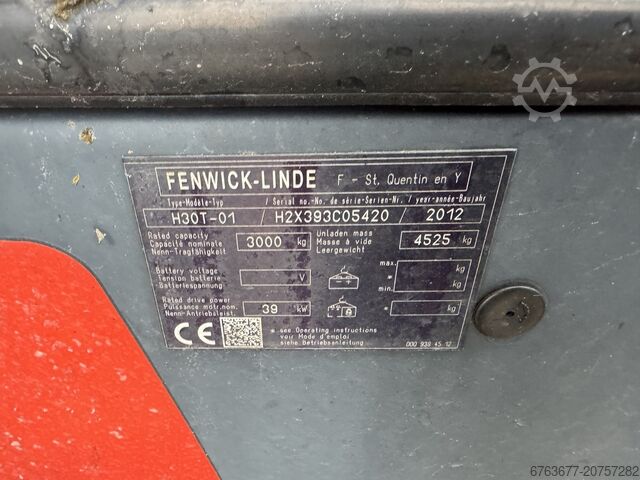 FENWICK-LINDE F - St. Quentin en Y
Type-Modèle-Typ / Serial no.-No. de série-Serien-Nr. / year-année-Baujahr
H30T-01 / H2X393C05420 / 2012
Rated capacity
Capacité nominale
Nenn-Tragfähigkeit
3000 kg
Unladen mass
Masse à vide
Leergewicht
4525 kg
Battery voltage
Tension batterie
Batteriespannung
V
max.
kg
*
min.
kg
Rated drive power
Puissance motr.nom.
Nenn-Antriebsleist.
39 kW
* kg
CE
* see Operating instructions
voir Mode d'emploi
siehe Betriebsanleitung
000 939 45 12
6763677-20757282